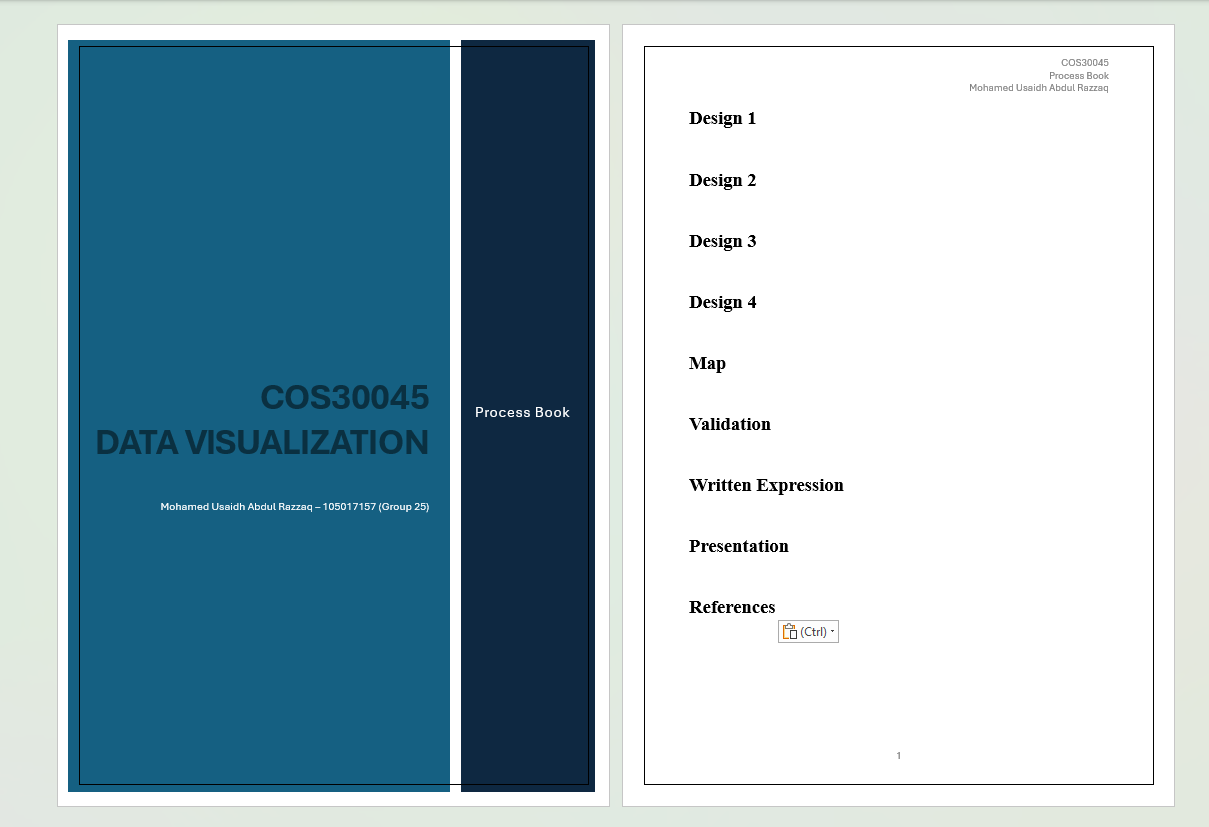 COS30045
DATA VISUALIZATION
Mohamed Usaidh Abdul Razzaq – 105017157 (Group 25)
Process Book
COS30045
Process Book
Mohamed Usaidh Abdul Razzaq
Design 1
Design 2
Design 3
Design 4
Map
Validation
Written Expression
Presentation
References
(Ctrl)
1